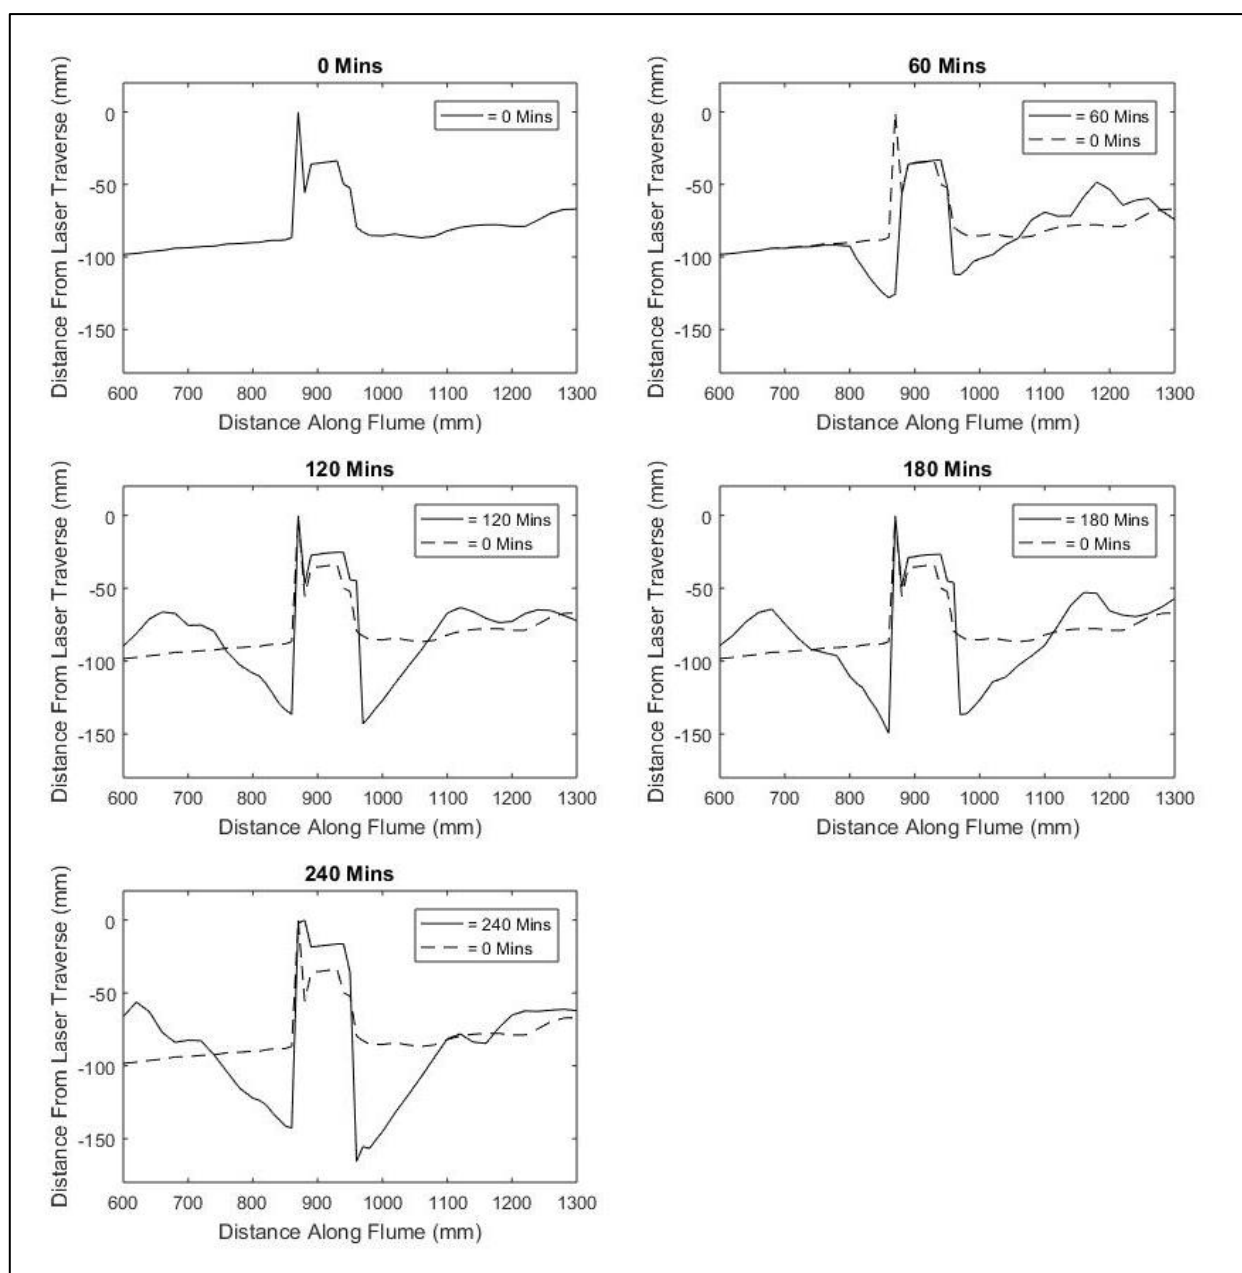 0 Mins
Distance From Laser Traverse (mm)
0
-50
-100
-150
= 0 Mins
600 700 800 900 1000 1100 1200 1300
Distance Along Flume (mm)
60 Mins
Distance From Laser Traverse (mm)
0
-50
-100
-150
= 60 Mins
= 0 Mins
600 700 800 900 1000 1100 1200 1300
Distance Along Flume (mm)
120 Mins
Distance From Laser Traverse (mm)
0
-50
-100
-150
= 120 Mins
= 0 Mins
600 700 800 900 1000 1100 1200 1300
Distance Along Flume (mm)
180 Mins
Distance From Laser Traverse (mm)
0
-50
-100
-150
= 180 Mins
= 0 Mins
600 700 800 900 1000 1100 1200 1300
Distance Along Flume (mm)
240 Mins
Distance From Laser Traverse (mm)
0
-50
-100
-150
= 240 Mins
= 0 Mins
600 700 800 900 1000 1100 1200 1300
Distance Along Flume (mm)